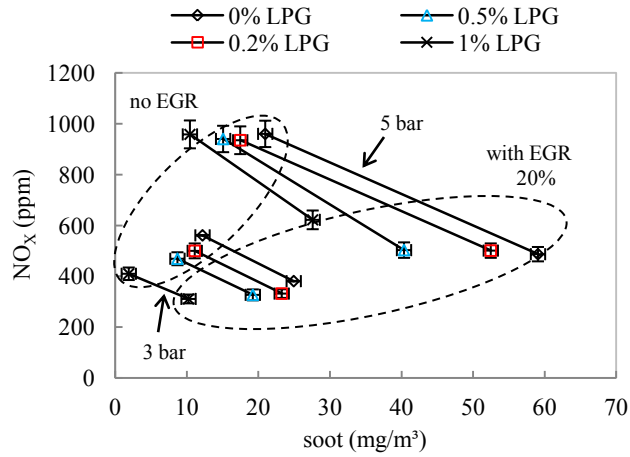 0% LPG 0.5% LPG
0.2% LPG 1% LPG
1200
1000
800
600
400
200
0
NOX (ppm)
no EGR
5 bar
with EGR
20%
3 bar
0 10 20 30 40 50 60 70
soot (mg/m³)